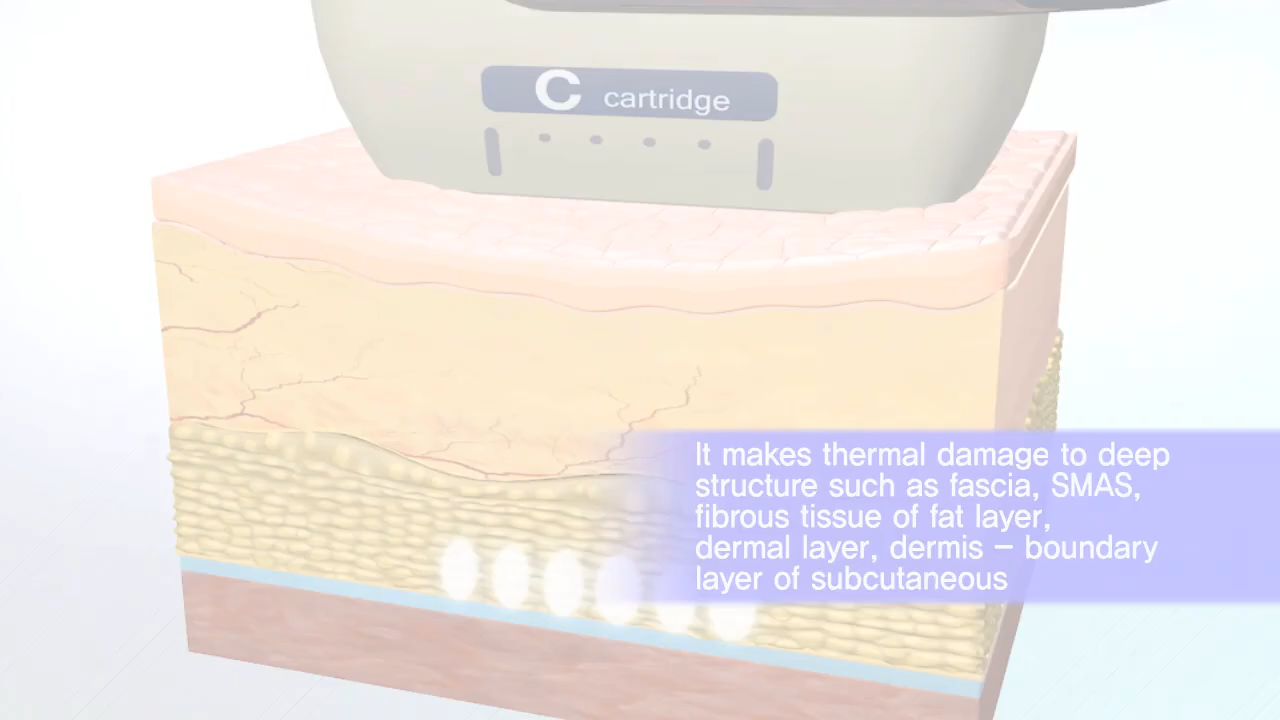 C cartridge
It makes thermal damage to deep
structure such as fascia, SMAS,
fibrous tissue of fat layer,
dermal layer, dermis – boundary
layer of subcutaneous